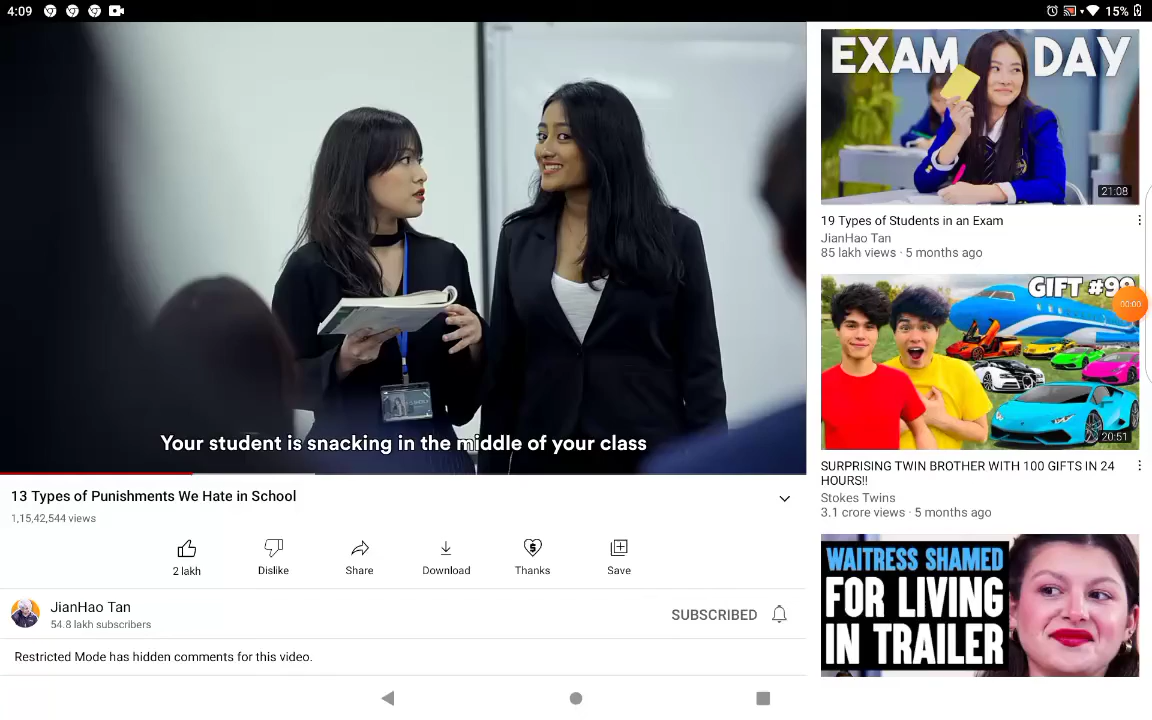 4:09
15%
Your student is snacking in the middle of your class
13 Types of Punishments We Hate in School
1,15,42,544 views
2 lakh
Dislike
Share
Download
Thanks
Save
JianHao Tan
54.8 lakh subscribers
SUBSCRIBED
Restricted Mode has hidden comments for this video.
EXAM DAY
21:08
19 Types of Students in an Exam
JianHao Tan
85 lakh views · 5 months ago
GIFT #99
00:00
20:51
SURPRISING TWIN BROTHER WITH 100 GIFTS IN 24
HOURS!!
Stokes Twins
3.1 crore views · 5 months ago
WAITRESS SHAMED
FOR LIVING
IN TRAILER